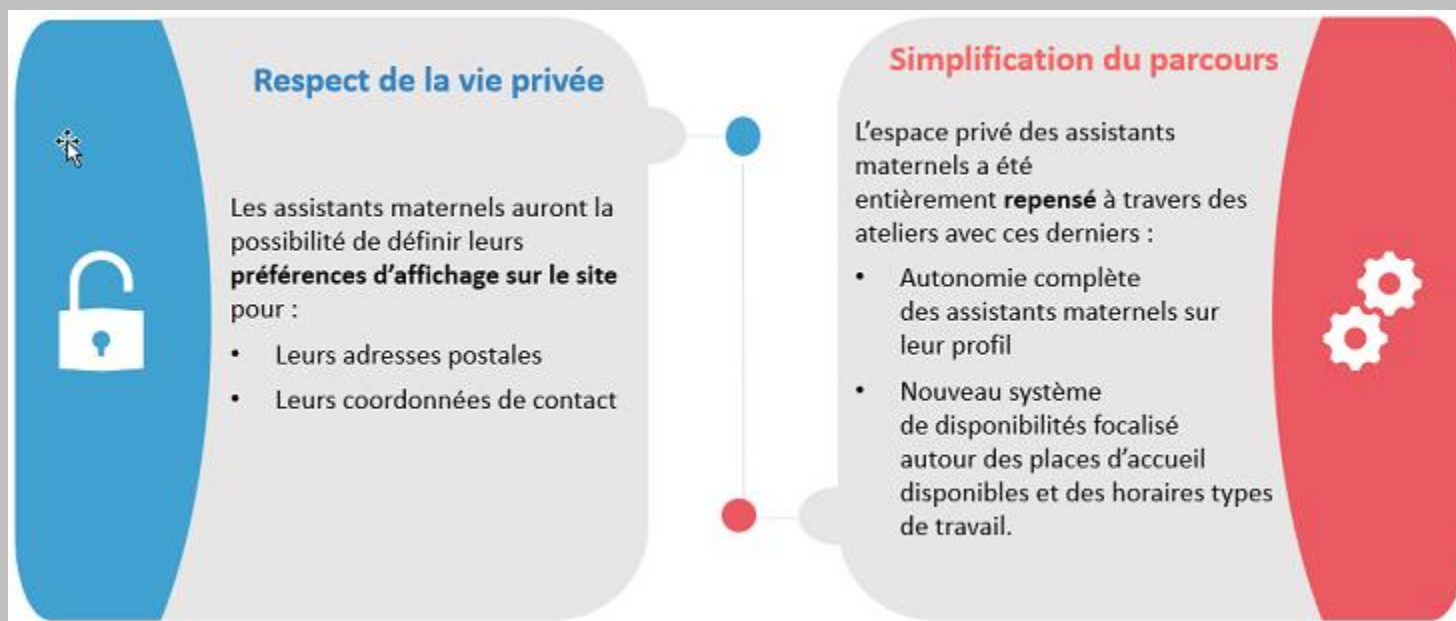 Respect de la vie privée
Les assistants maternels auront la
possibilité de définir leurs
préférences d’affichage sur le site
pour :
• Leurs adresses postales
• Leurs coordonnées de contact
Simplification du parcours
L’espace privé des assistants
maternels a été
entièrement repensé à travers des
ateliers avec ces derniers :
• Autonomie complète
des assistants maternels sur
leur profil
• Nouveau système
de disponibilités focalisé
autour des places d’accueil
disponibles et des horaires types
de travail.